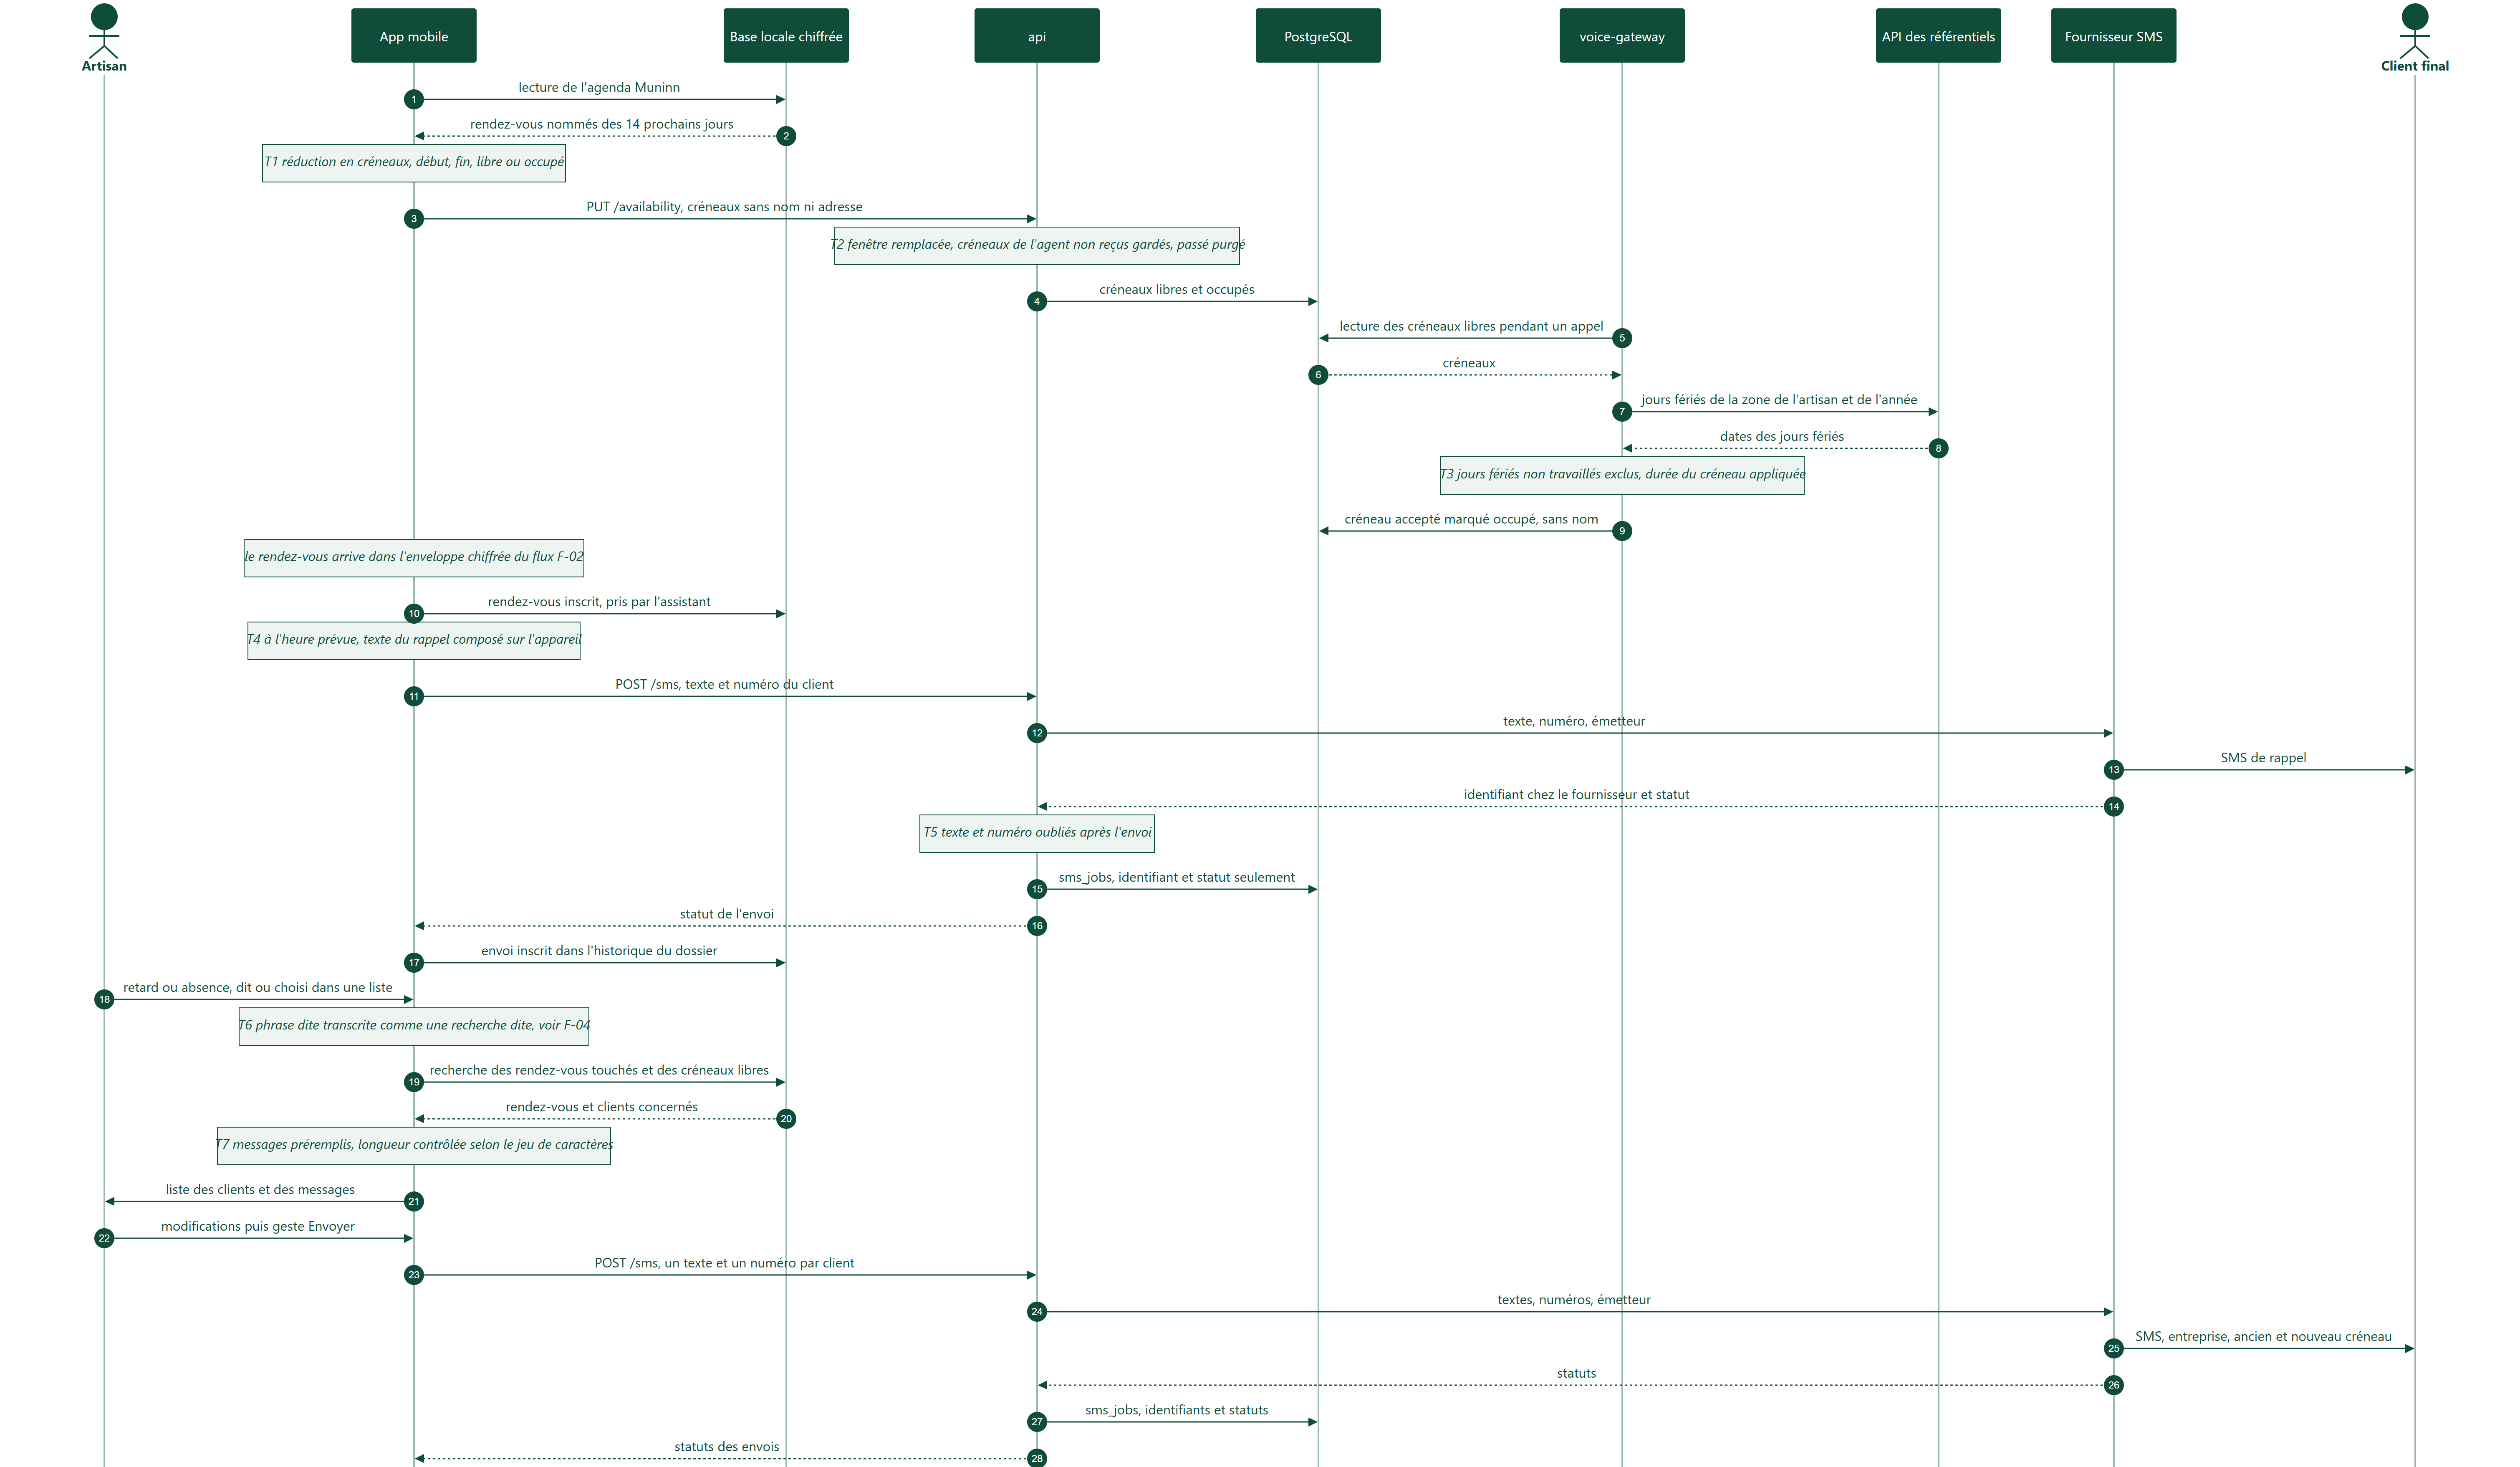 Artisan
App mobile
Base locale chiffrée
api
PostgreSQL
voice-gateway
API des référentiels
Fournisseur SMS
Client final
lecture de l'agenda Muninn
1
rendez-vous nommés des 14 prochains jours
2
T1 réduction en créneaux, début, fin, libre ou occupé
PUT /availability, créneaux sans nom ni adresse
3
T2 fenêtre remplacée, créneaux de l'agent non reçus gardés, passé purgé
créneaux libres et occupés
4
lecture des créneaux libres pendant un appel
5
créneaux
6
jours fériés de la zone de l'artisan et de l'année
7
dates des jours fériés
8
T3 jours fériés non travaillés exclus, durée du créneau appliquée
créneau accepté marqué occupé, sans nom
9
le rendez-vous arrive dans l'enveloppe chiffrée du flux F-02
rendez-vous inscrit, pris par l'assistant
10
T4 à l'heure prévue, texte du rappel composé sur l'appareil
POST /sms, texte et numéro du client
11
texte, numéro, émetteur
12
SMS de rappel
13
identifiant chez le fournisseur et statut
14
T5 texte et numéro oubliés après l'envoi
sms_jobs, identifiant et statut seulement
15
statut de l'envoi
16
envoi inscrit dans l'historique du dossier
17
retard ou absence, dit ou choisi dans une liste
18
T6 phrase dite transcrite comme une recherche dite, voir F-04
recherche des rendez-vous touchés et des créneaux libres
19
rendez-vous et clients concernés
20
T7 messages préremplis, longueur contrôlée selon le jeu de caractères
liste des clients et des messages
21
modifications puis geste Envoyer
22
POST /sms, un texte et un numéro par client
23
textes, numéros, émetteur
24
SMS, entreprise, ancien et nouveau créneau
25
statuts
26
sms_jobs, identifiants et statuts
27
statuts des envois
28